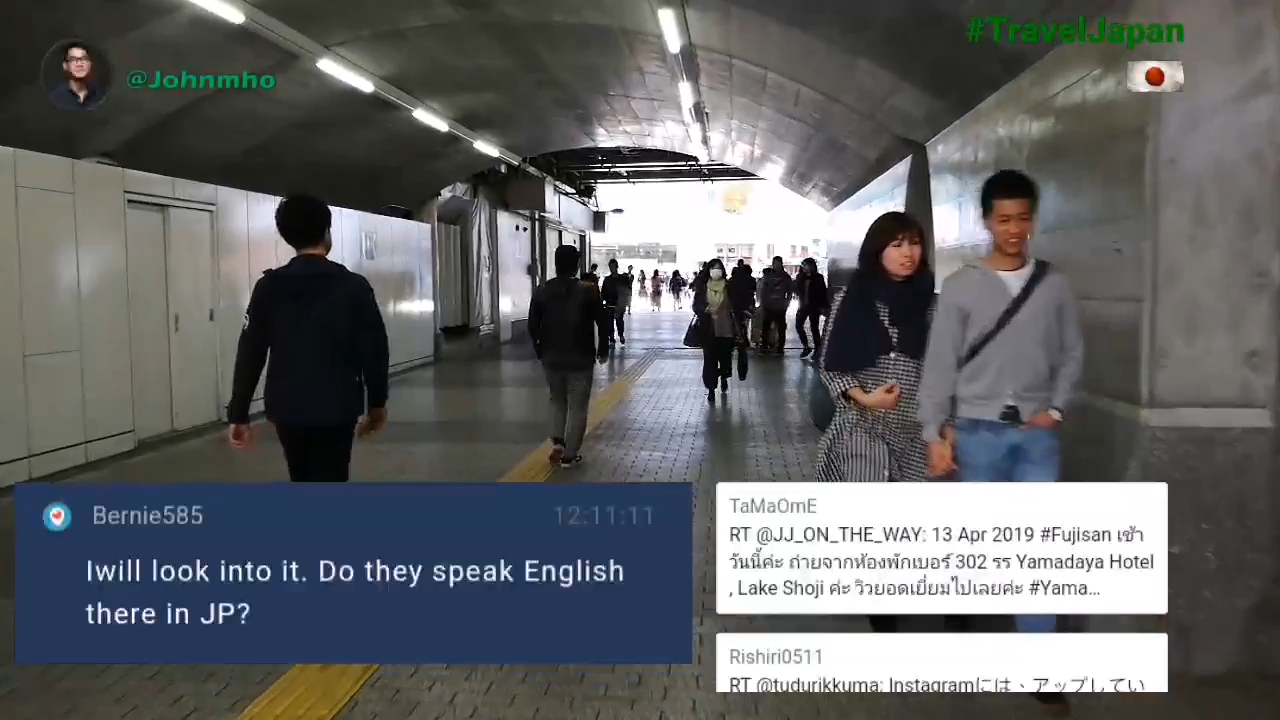 #TravelJapan
@Johnmho
Bernie585 12:11:11
Iwill look into it. Do they speak English
there in JP?
TaMaOmE
RT @JJ_ON_THE_WAY: 13 Apr 2019 #Fujisan เช้า
วันนี้ค่ะ ถ่ายจากห้องพักเบอร์ 302 รร Yamadaya Hotel
, Lake Shoji ค่ะ วิวยอดเยี่ยมไปเลยค่ะ #Yama...
Rishiri0511
RT @tudurikkuma: Instagramには、アップしてい